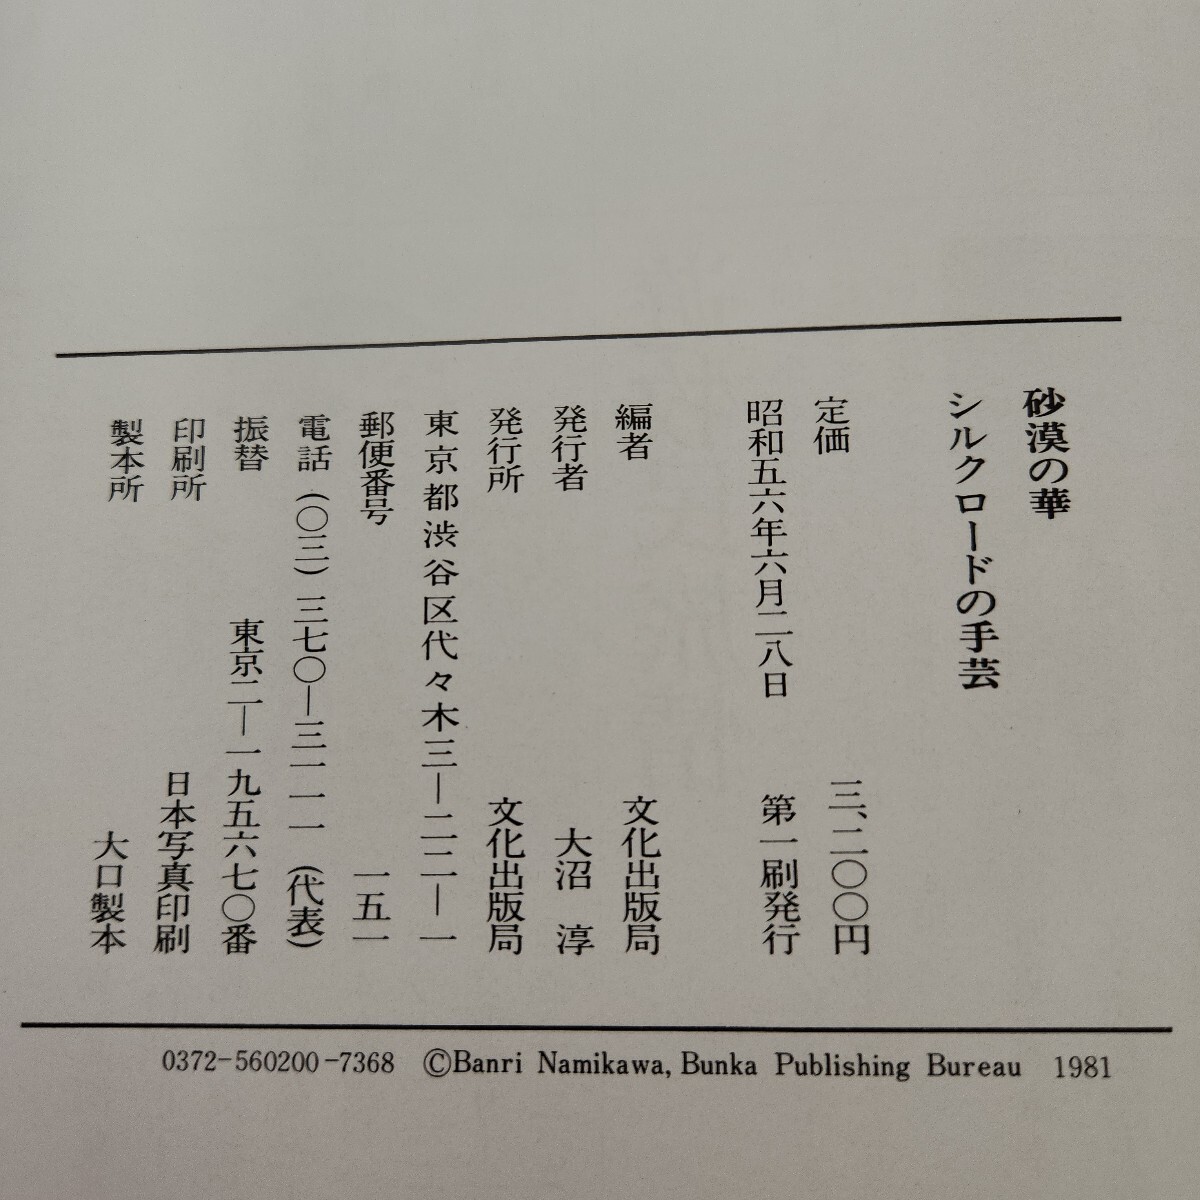 砂漠の華
シルクロードの手芸
定価 三、二〇〇円
昭和五六年六月二八日 第一刷発行
編者 文化出版局
発行者 大沼 淳
発行所 文化出版局
東京都渋谷区代々木三―二二―一
郵便番号 一五一
電話(〇三)三七〇―三一一一(代表)
振替 東京二―一九五六七〇番
印刷所 日本写真印刷
製本所 大口製本
0372-560200-7368 ©Banri Namikawa, Bunka Publishing Bureau 1981